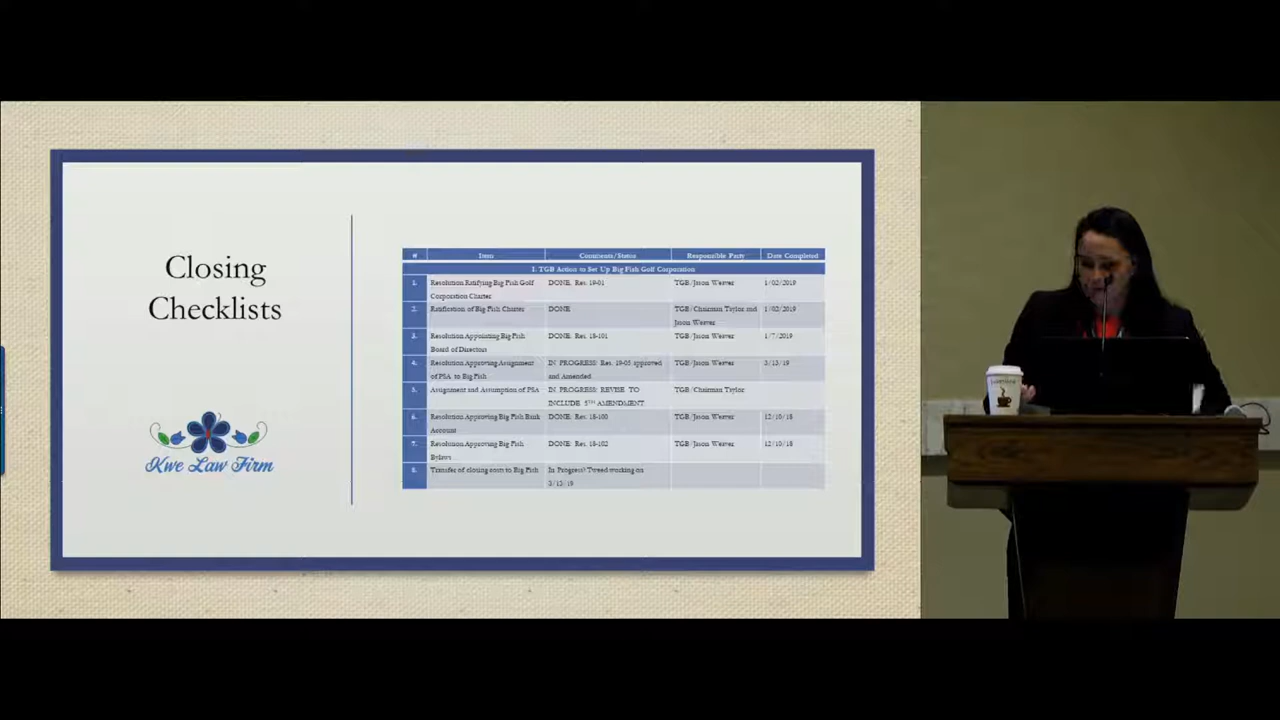 Closing
Checklists
Kwe Law Firm
# Item Comments/Status Responsible Party Date Completed
I. TGB Action to Set Up Big Fish Golf Corporation
1. Resolution Ratifying Big Fish Golf DONE, Res. 19-01 TGB/Jason Weaver 1/02/2019
Corporation Charter
2. Ratification of Big Fish Charter DONE TGB/Chairman Taylor and 1/02/2019
Jason Weaver
3. Resolution Appointing Big Fish DONE: Res. 18-101 TGB/Jason Weaver 1/7/2019
Board of Directors
4. Resolution Approving Assignment IN PROGRESS: Res. 19-05 approved TGB/Jason Weaver 3/13/19
of PSA to Big Fish and Amended
5. Assignment and Assumption of PSA IN PROGRESS: REVISE TO TGB/Chairman Taylor
INCLUDE 5TH AMENDMENT
6. Resolution Approving Big Fish Bank DONE: Res. 18-100 TGB/Jason Weaver 12/10/18
Account
7. Resolution Approving Big Fish DONE: Res. 18-102 TGB/Jason Weaver 12/10/18
Bylaws
8. Transfer of closing costs to Big Fish In Progress? Tweed working on
3/13/19